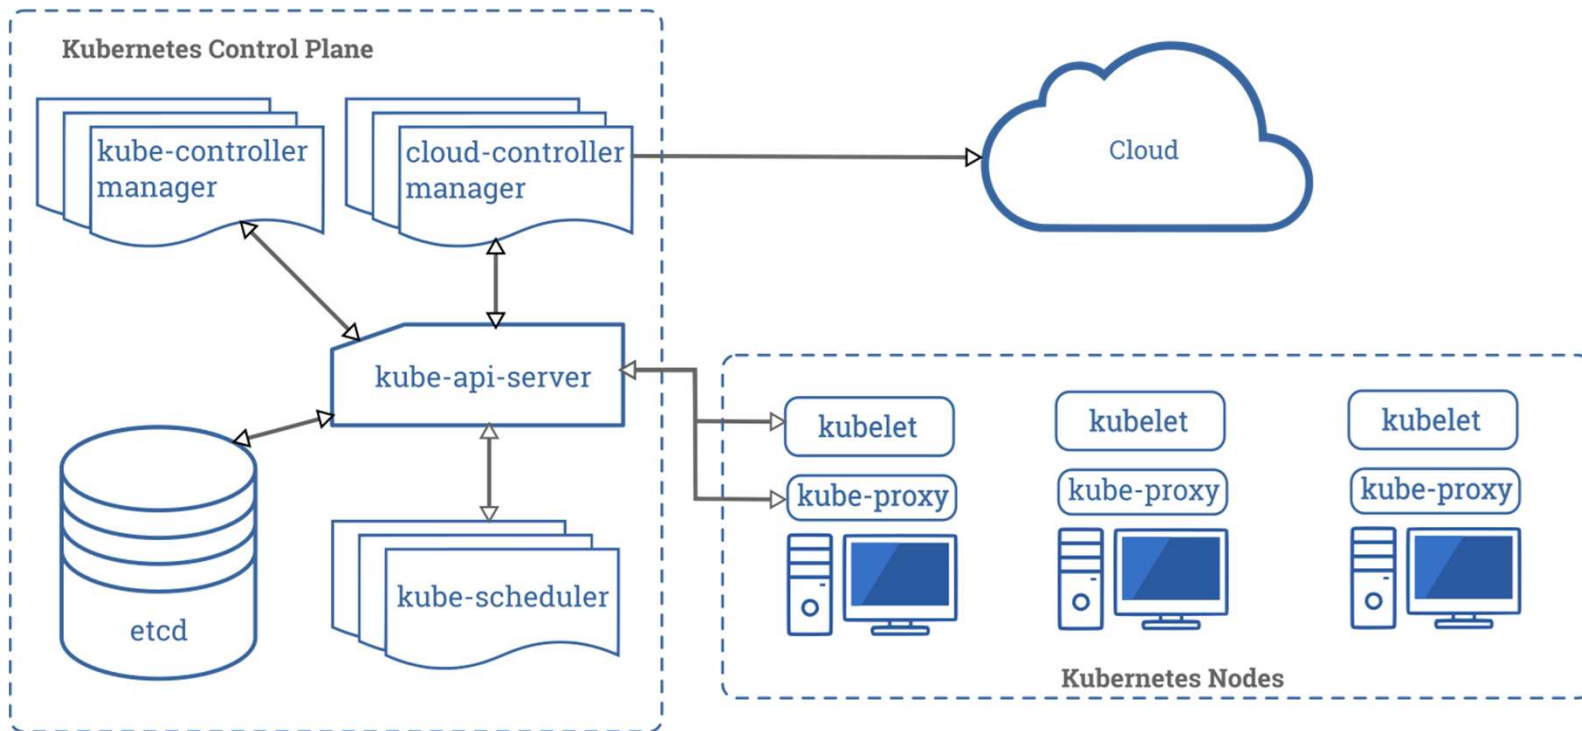 Kubernetes Control Plane
kube-controller
manager
cloud-controller
manager
Cloud
kube-api-server
kubelet
kubelet
kubelet
kube-proxy
kube-proxy
kube-proxy
kube-scheduler
etcd
Kubernetes Nodes